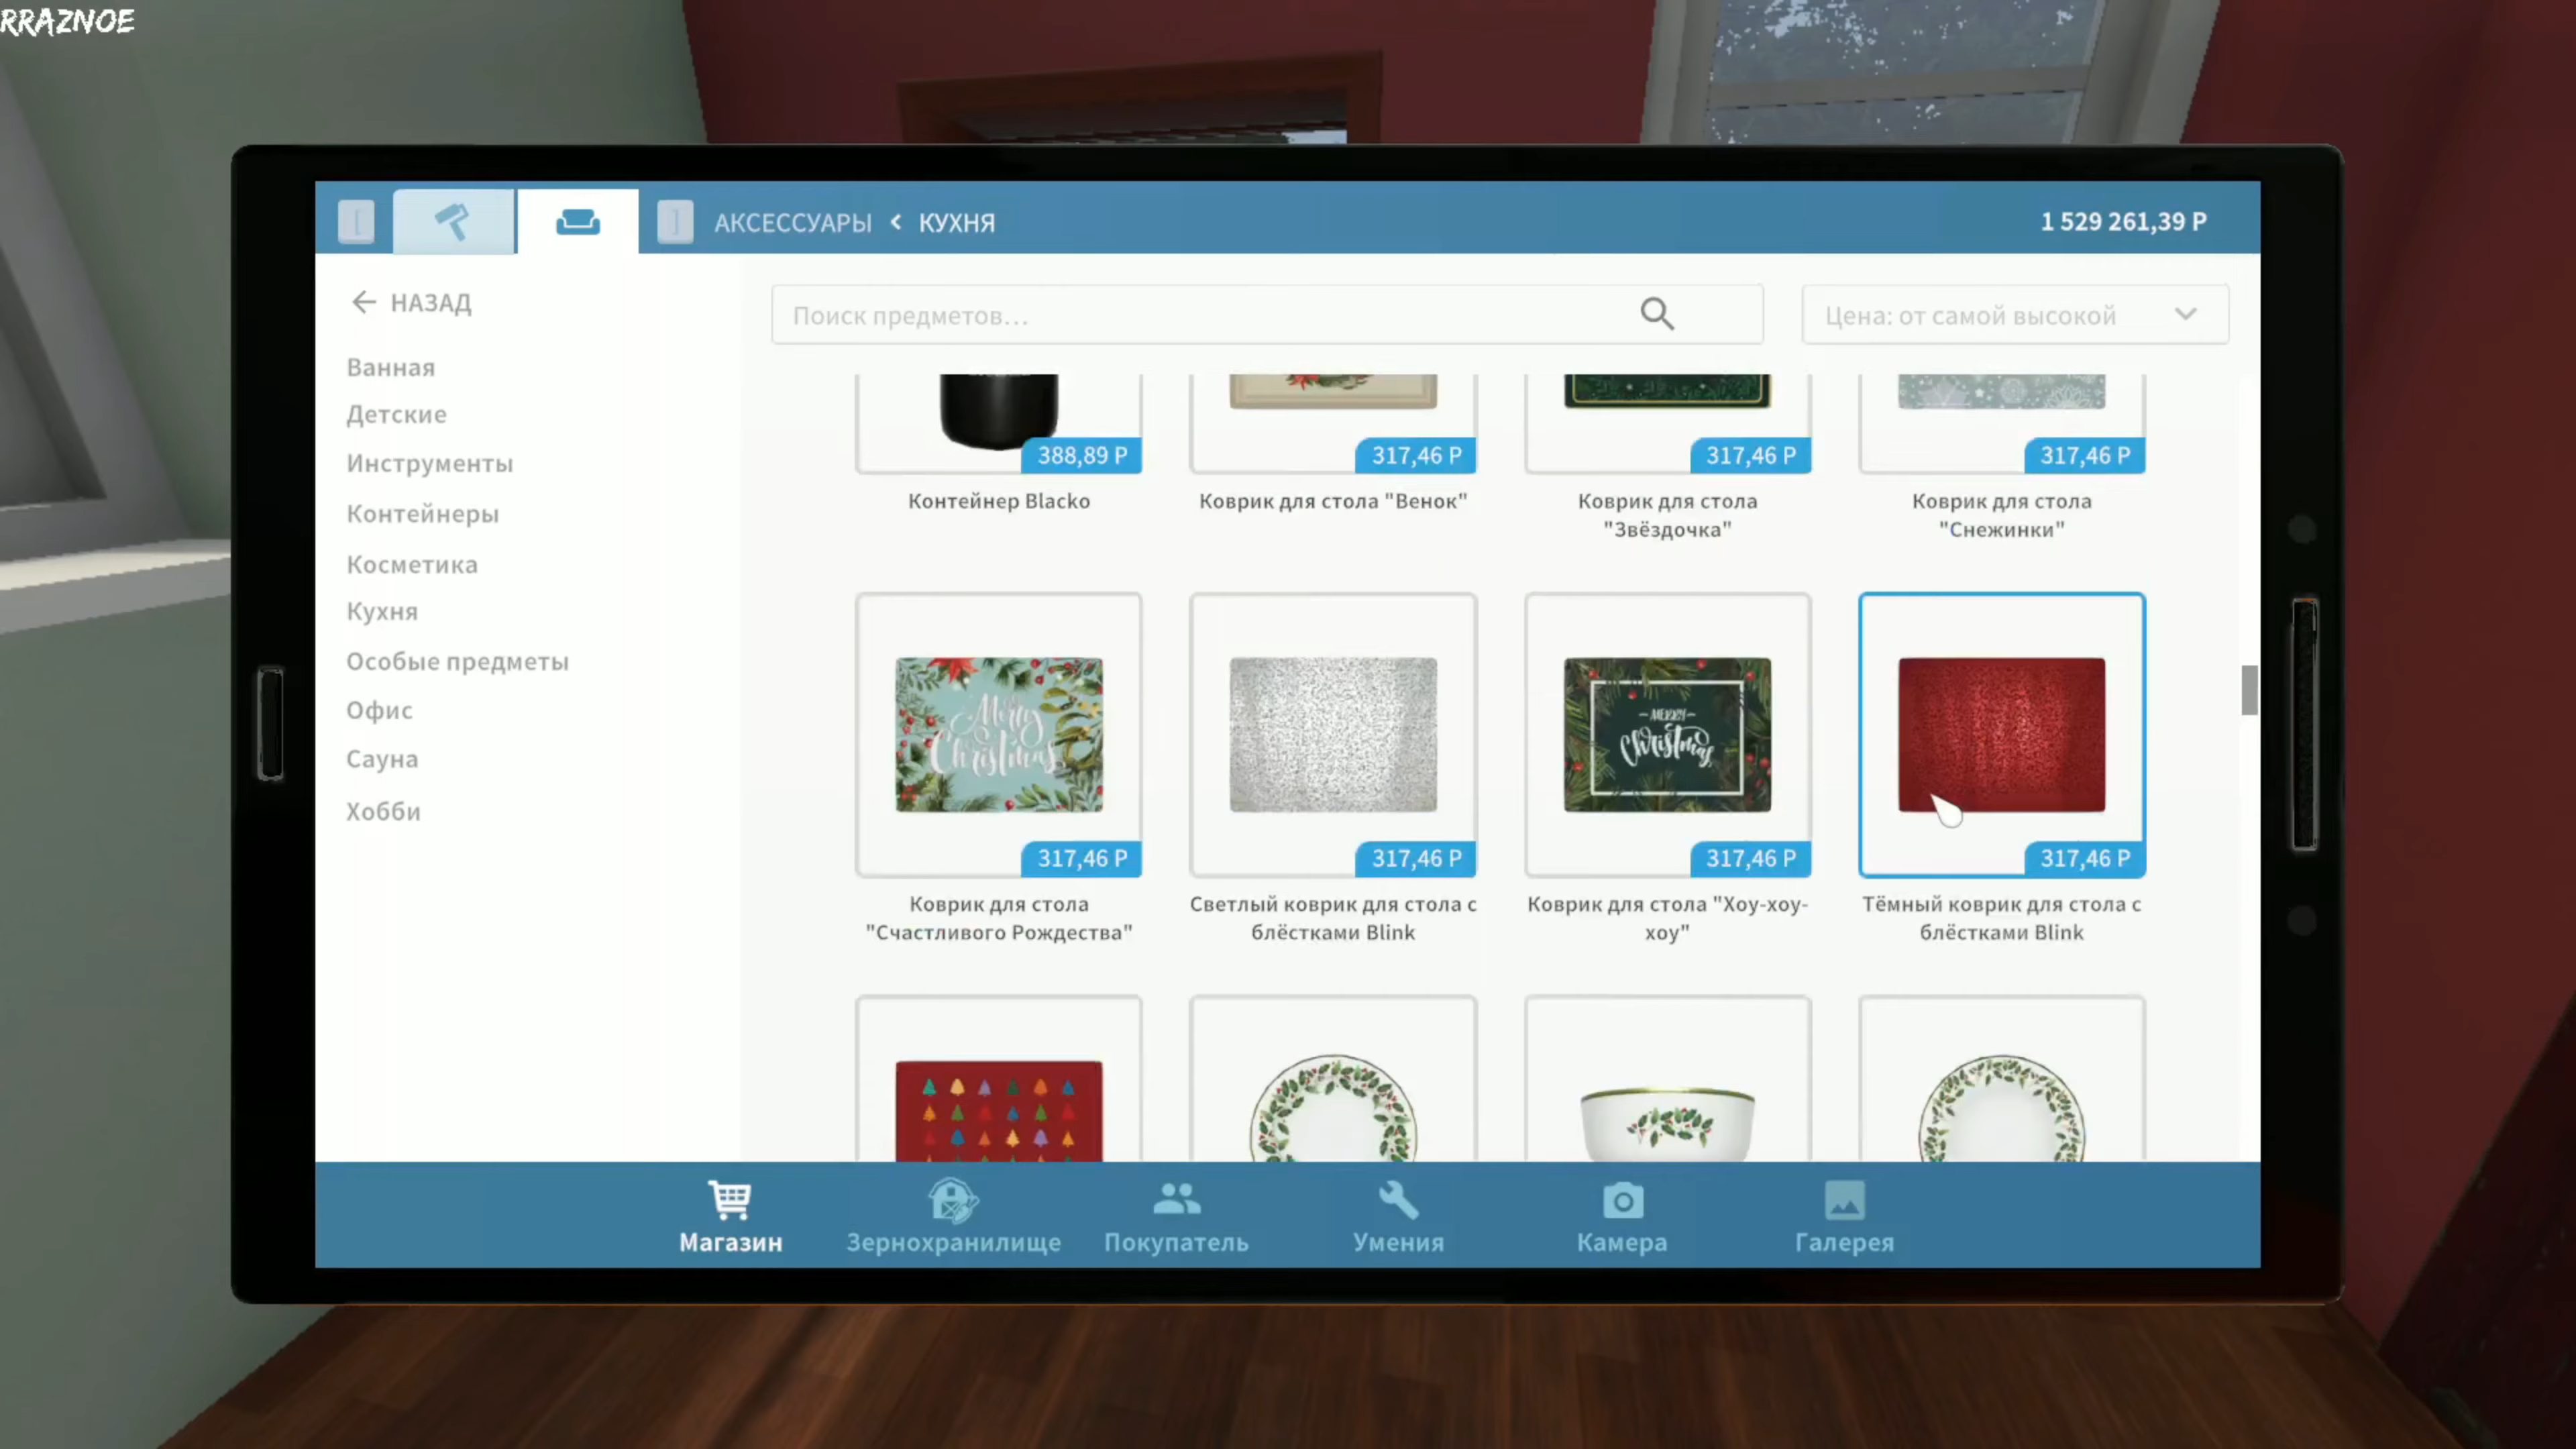 RRAZNOE
[
]
АКСЕССУАРЫ < КУХНЯ
1 529 261,39 Р
НАЗАД
Поиск предметов...
Цена: от самой высокой
Ванная
Детские
Инструменты
Контейнеры
Косметика
Кухня
Особые предметы
Офис
Сауна
Хобби
388,89 Р
317,46 Р
317,46 Р
317,46 Р
Контейнер Blacko
Коврик для стола "Венок"
Коврик для стола
"Звёздочка"
Коврик для стола
"Снежинки"
Merry
Christmas
-MERRY-
Christmas
317,46 Р
317,46 Р
317,46 Р
317,46 Р
Коврик для стола
"Счастливого Рождества"
Светлый коврик для стола с
блёстками Blink
Коврик для стола "Хоу-хоу-
хоу"
Тёмный коврик для стола с
блёстками Blink
Магазин
Зернохранилище
Покупатель
Умения
Камера
Галерея